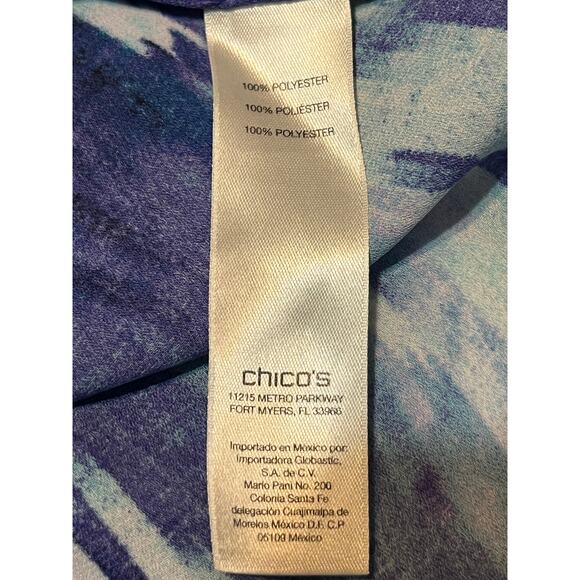 100% POLYESTER
100% POLIÉSTER
100% POLYESTER
chico's
11215 METRO PARKWAY
FORT MYERS, FL 33966
Importado en México por:
Importadora Globastic,
S.A. de C.V.
Mario Pani No. 200
Colonia Santa Fe
delegación Cuajimalpa de
Morelos México D.F. C.P
05109 México